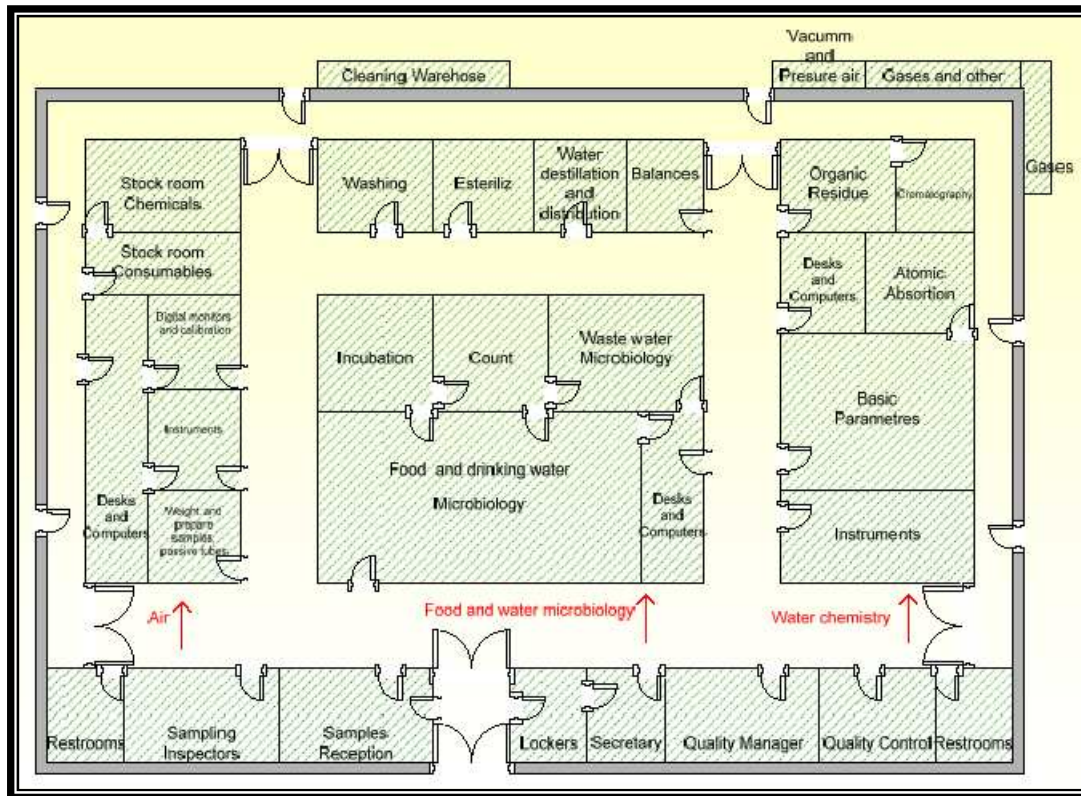 Vacumm
and
Presure air
Cleaning Warehose
Gases and other
Gases
Stock room
Chemicals
Washing
Esteriliz
Water
destillation
and
distribution
Balances
Organic
Residue
Cromatography
Stock room
Consumables
Desks
and
Computers
Atomic
Absortion
Digital monitors
and calibration
Incubation
Count
Waste water
Microbiology
Basic
Parametres
Instruments
Food and drinking water
Microbiology
Desks
and
Computers
Weight and
prepare
samples
passive tubes
Desks
and
Computers
Instruments
Air
Food and water microbiology
Water chemistry
Restrooms
Sampling
Inspectors
Samples
Reception
Lockers
Secretary
Quality Manager
Quality Control
Restrooms